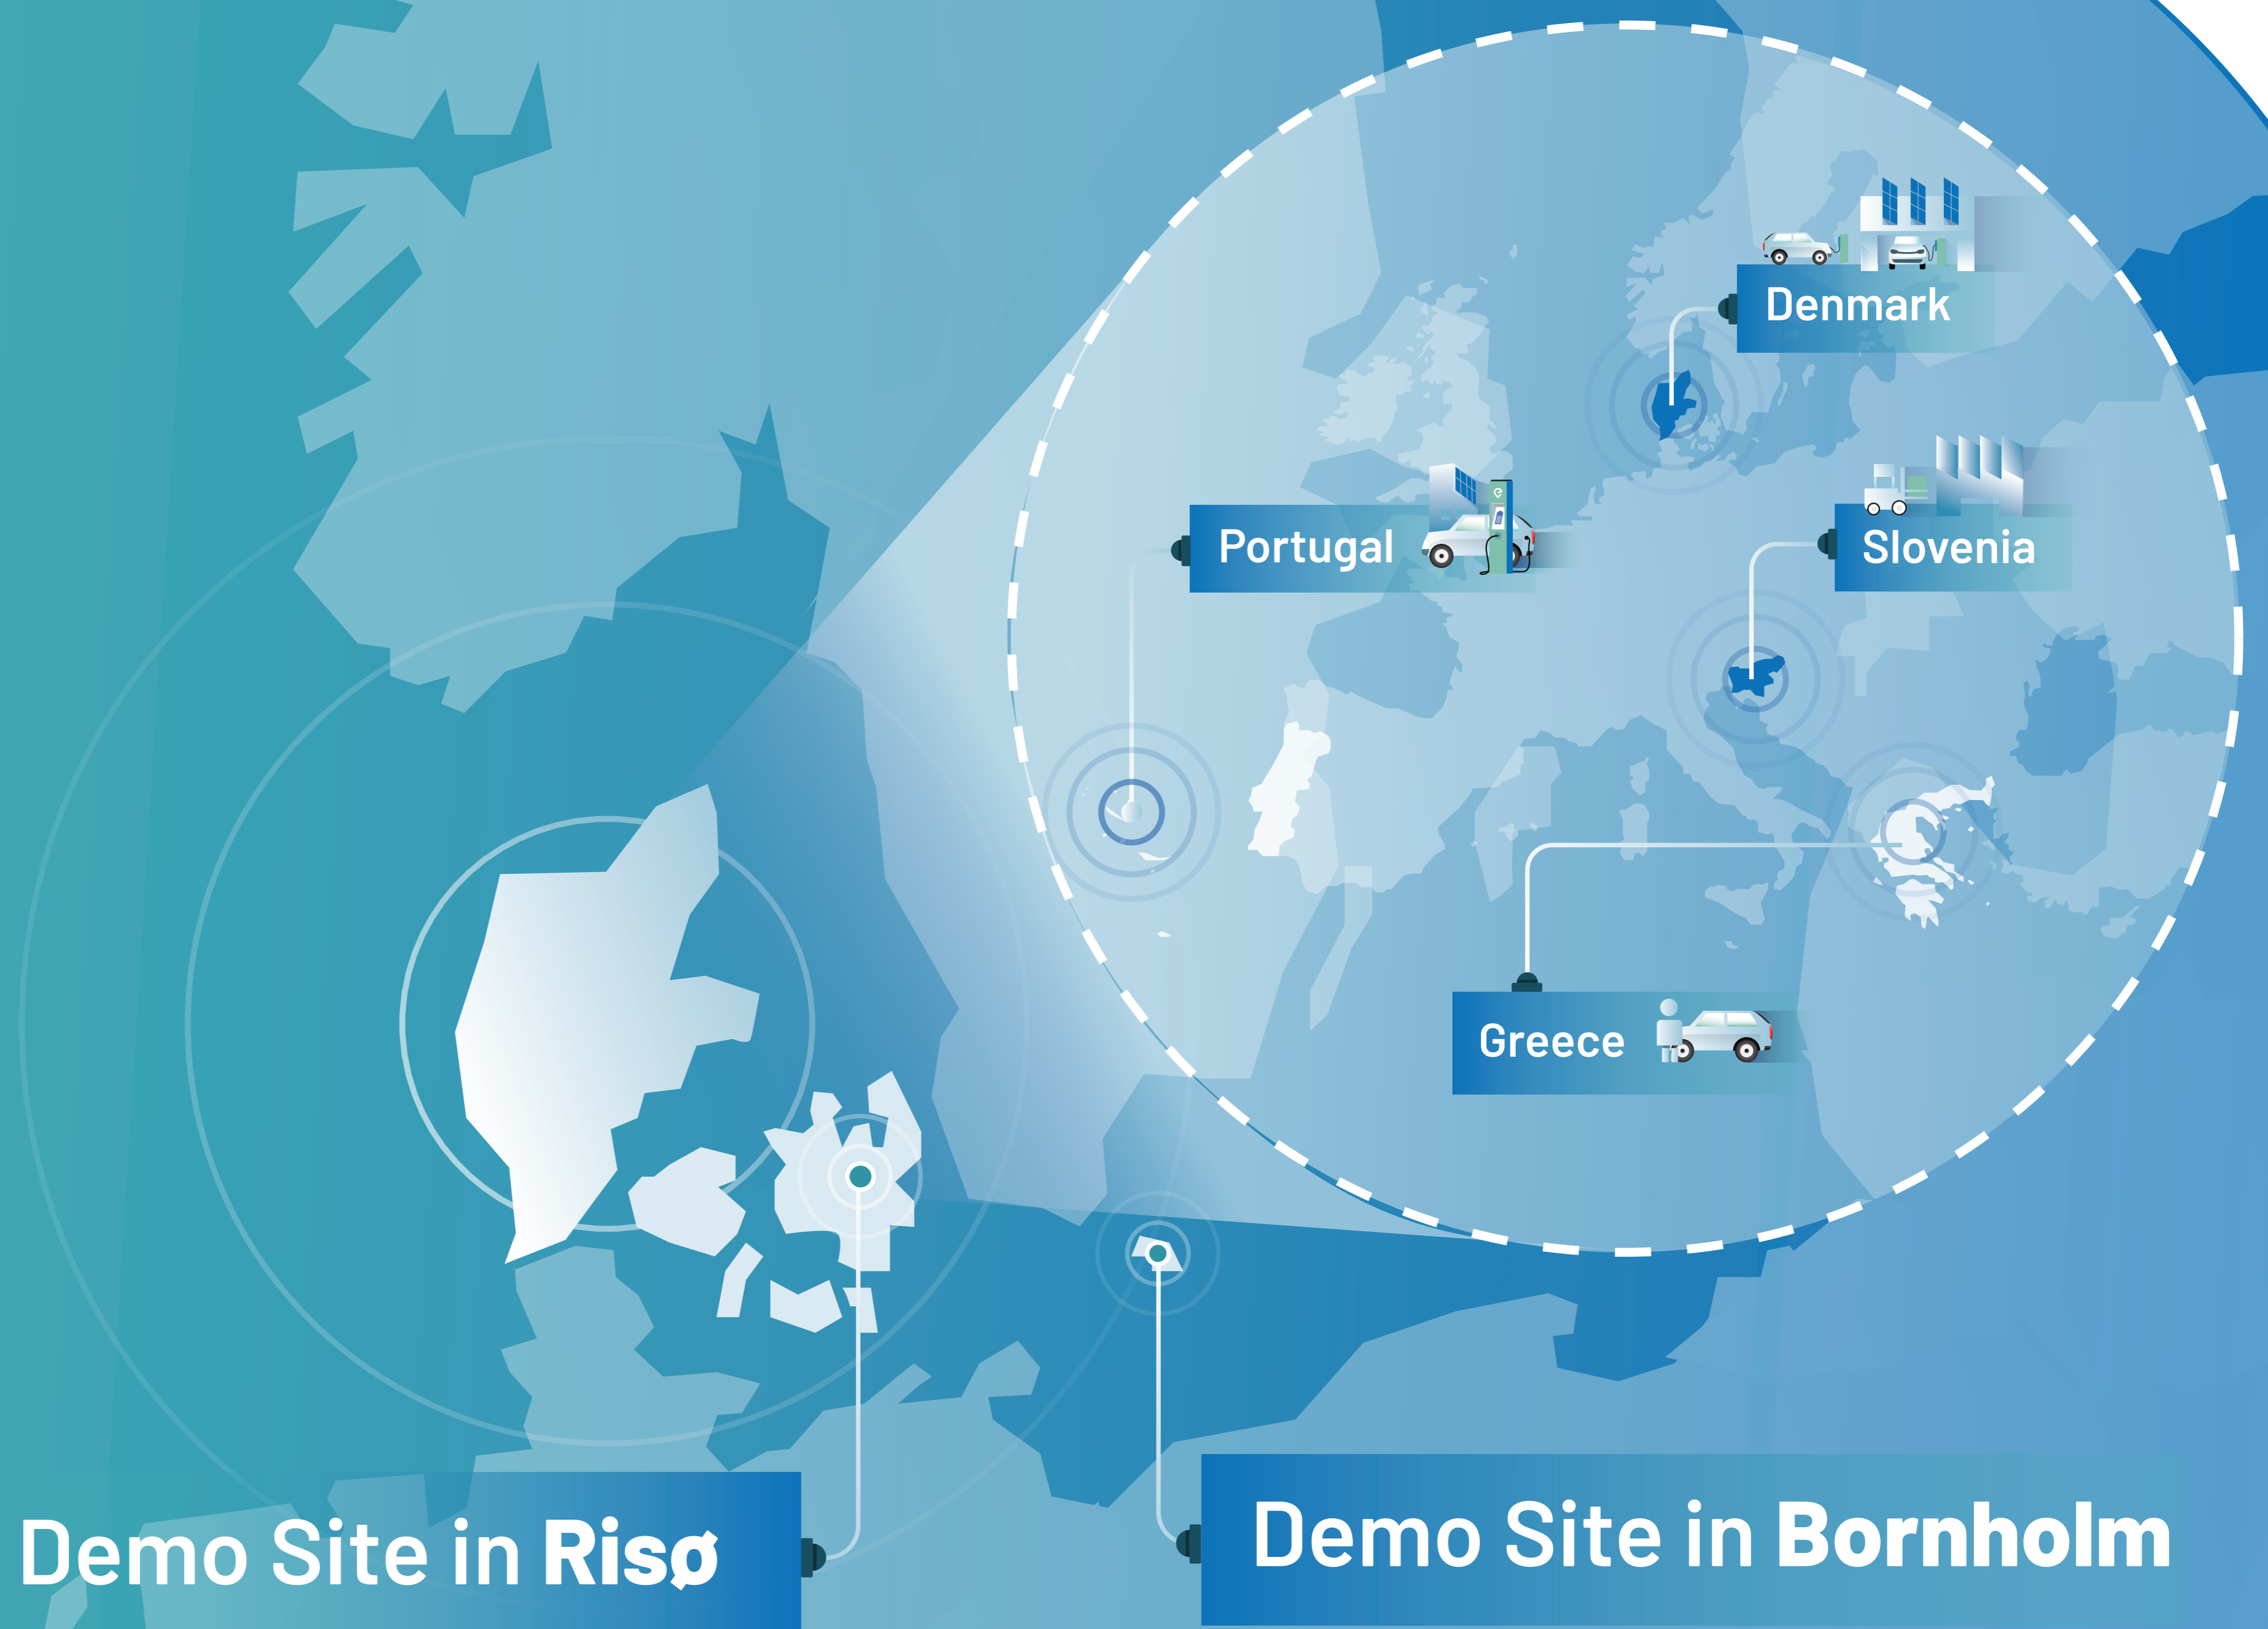 Denmark
Portugal
Slovenia
Greece
Demo Site in Risø
Demo Site in Bornholm